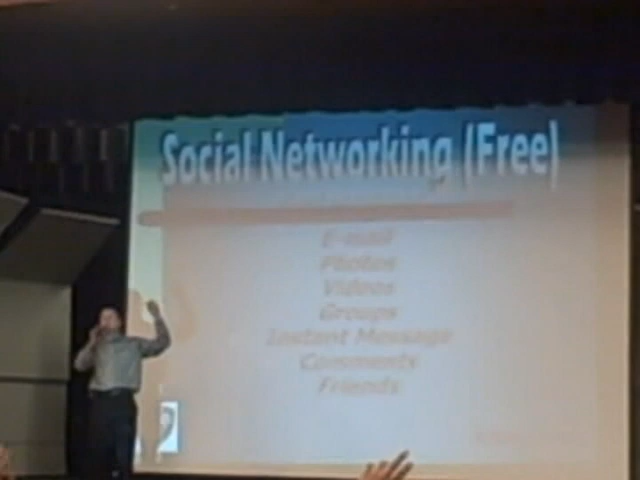 Social Networking (Free)
E-mail
Photos
Videos
Groups
Instant Message
Comments
Friends